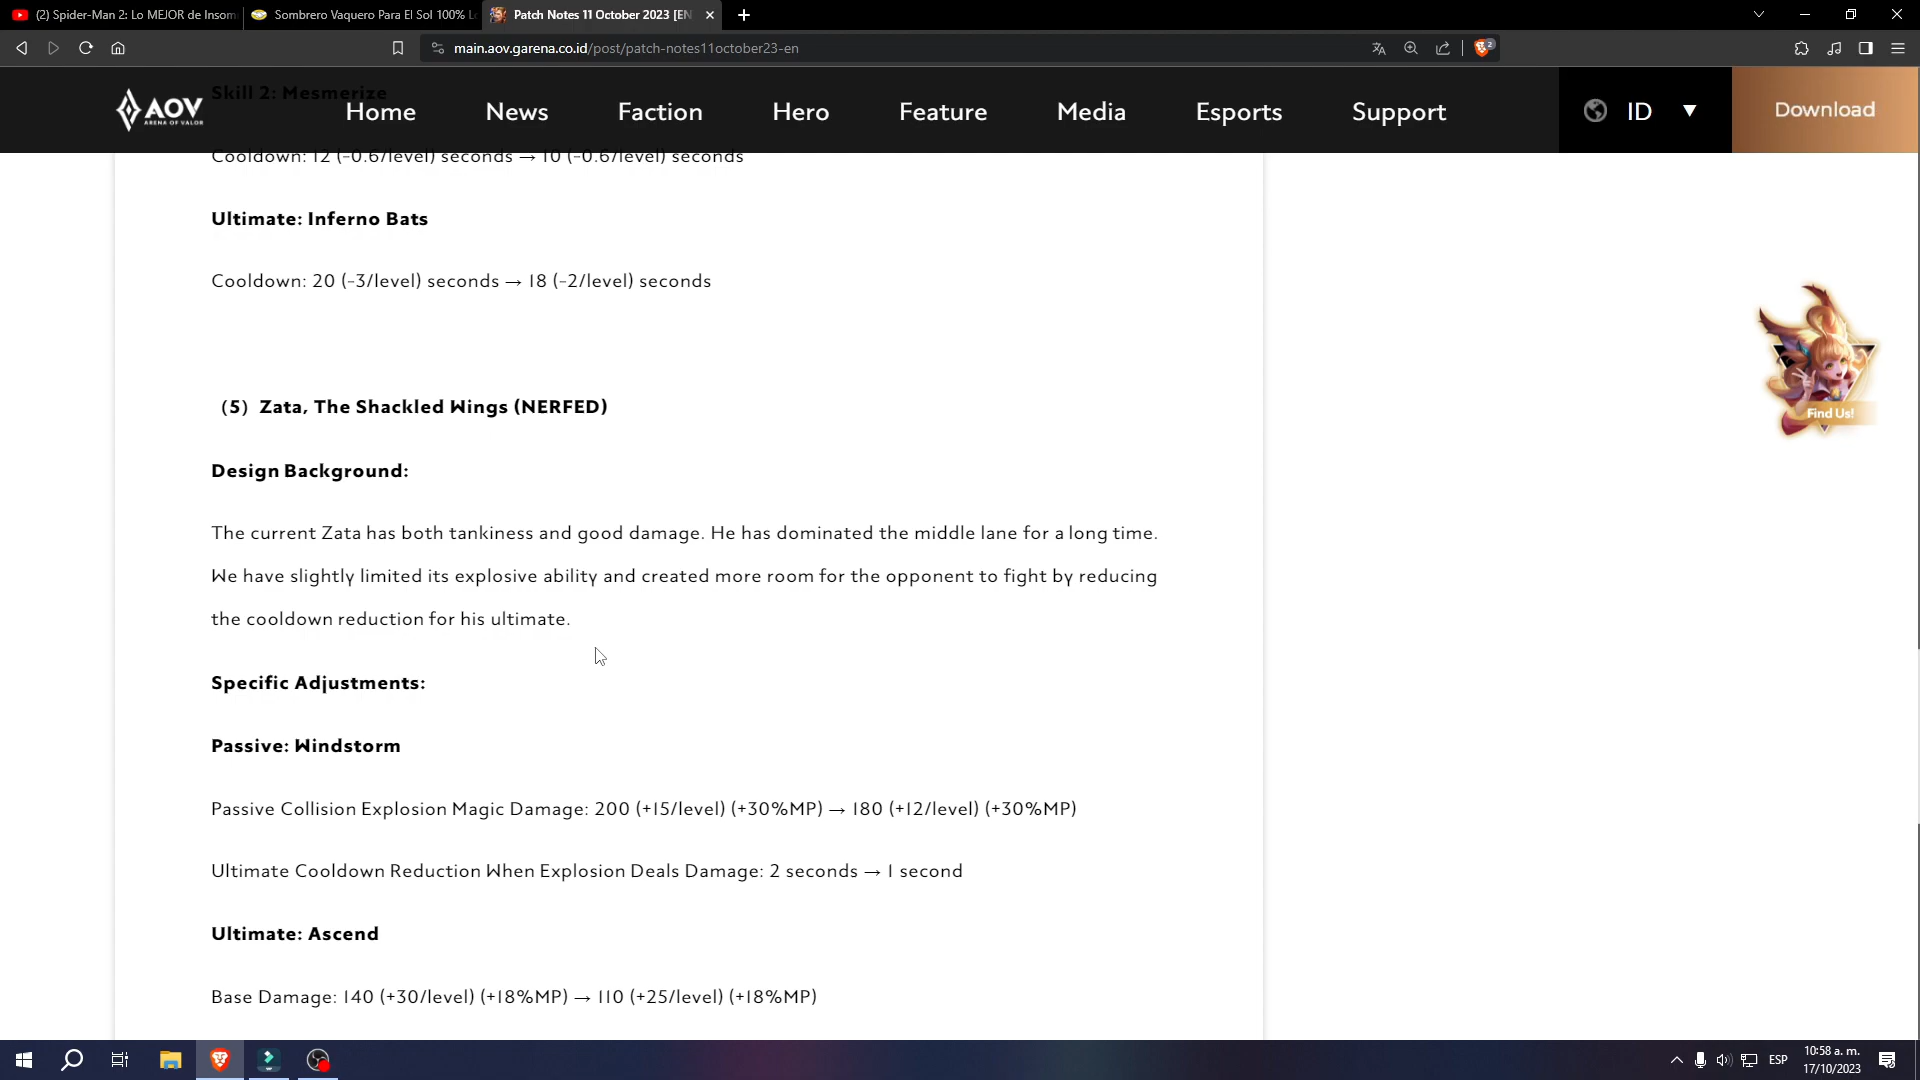 (2) Spider-Man 2: Lo MEJOR de Insom
Sombrero Vaquero Para El Sol 100% L
Patch Notes 11 October 2023 [EN
main.aov.garena.co.id/post/patch-notes11october23-en
2
AOV
ARENA OF VALOR
Home
News
Faction
Hero
Feature
Media
Esports
Support
ID
Download
Skill 2: Mesmerize
Cooldown: 12 (-0.6/level) seconds → 10 (-0.6/level) seconds
Ultimate: Inferno Bats
Cooldown: 20 (-3/level) seconds → 18 (-2/level) seconds
（5）Zata, The Shackled Wings (NERFED)
Design Background:
The current Zata has both tankiness and good damage. He has dominated the middle lane for a long time.
We have slightly limited its explosive ability and created more room for the opponent to fight by reducing
the cooldown reduction for his ultimate.
Specific Adjustments:
Passive: Windstorm
Passive Collision Explosion Magic Damage: 200 (+15/level) (+30%MP) → 180 (+12/level) (+30%MP)
Ultimate Cooldown Reduction When Explosion Deals Damage: 2 seconds → 1 second
Ultimate: Ascend
Base Damage: 140 (+30/level) (+18%MP) → 110 (+25/level) (+18%MP)
Find Us!
ESP
10:58 a. m.
17/10/2023